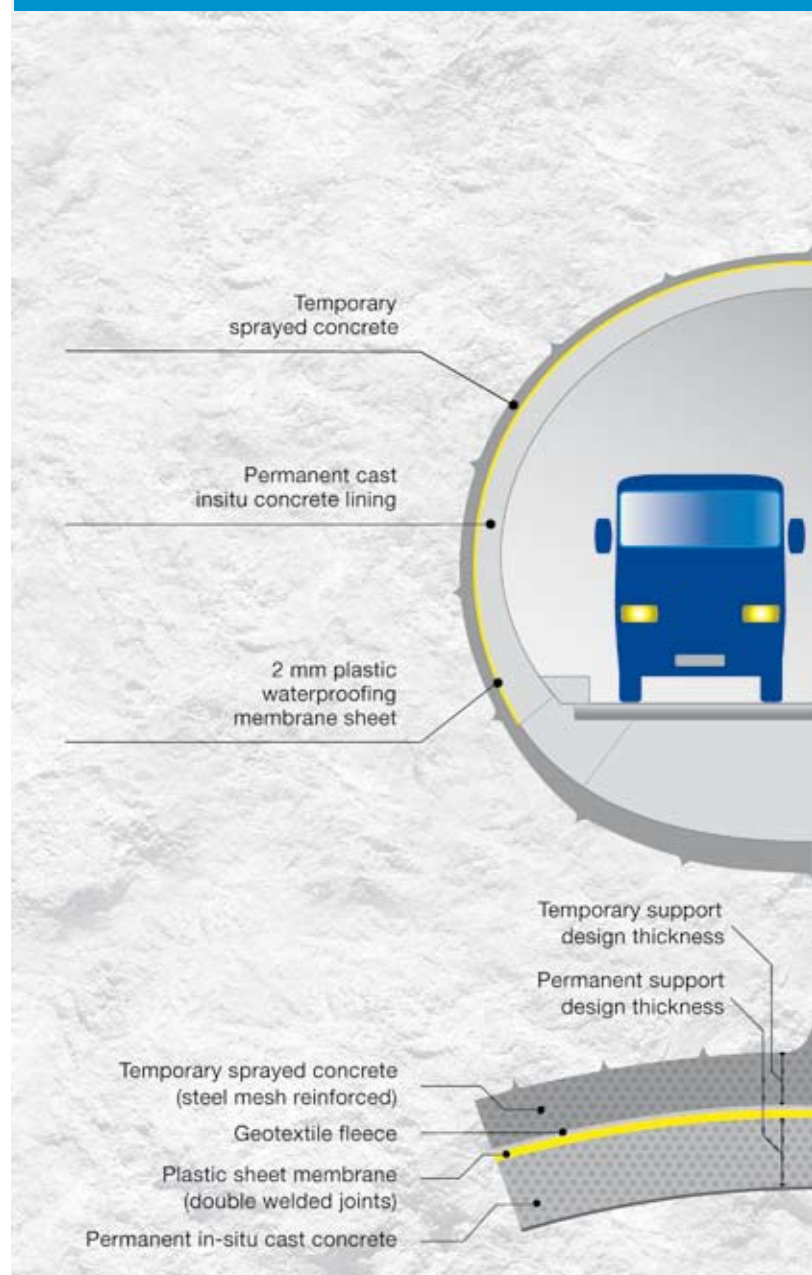 Temporary
sprayed concrete
Permanent cast
insitu concrete lining
2 mm plastic
waterproofing
membrane sheet
Temporary support
design thickness
Permanent support
design thickness
Temporary sprayed concrete
(steel mesh reinforced)
Geotextile fleece
Plastic sheet membrane
(double welded joints)
Permanent in-situ cast concrete